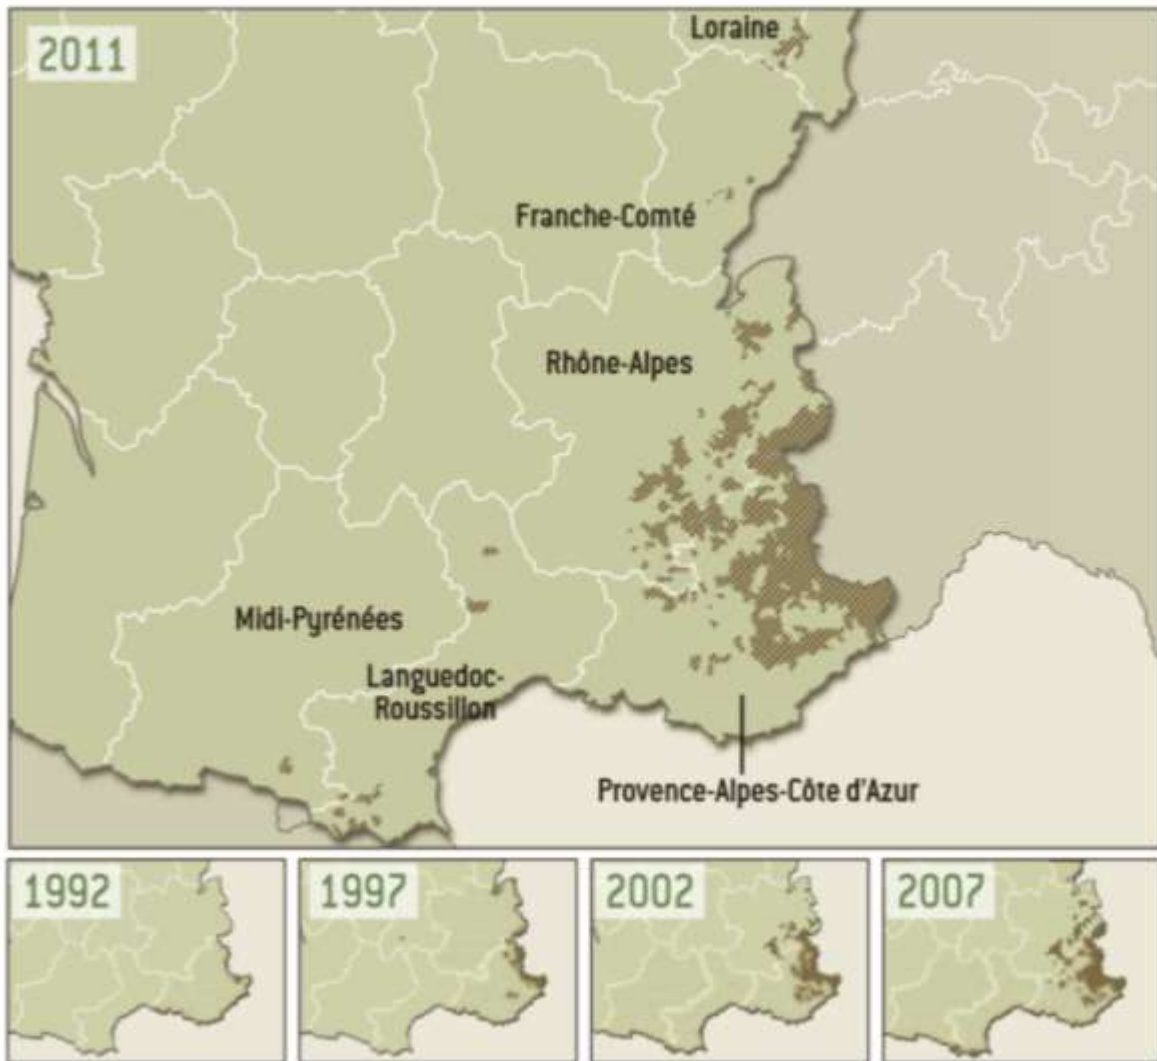 2011
Loraine
Franche-Comté
Rhône-Alpes
Midi-Pyrénées
Languedoc-
Roussillon
Provence-Alpes-Côte d'Azur
1992
1997
2002
2007